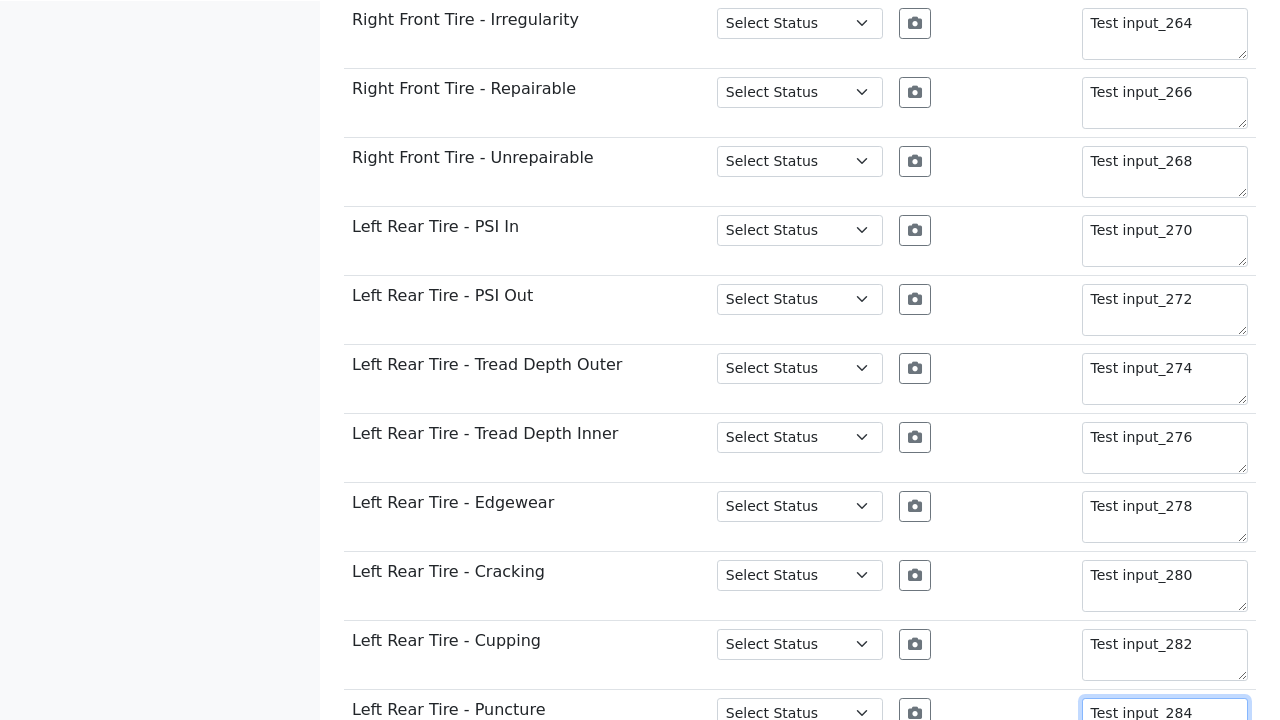 Right Front Tire - Irregularity Select Status Test input_264
Right Front Tire - Repairable Select Status Test input_266
Right Front Tire - Unrepairable Select Status Test input_268
Left Rear Tire - PSI In Select Status Test input_270
Left Rear Tire - PSI Out Select Status Test input_272
Left Rear Tire - Tread Depth Outer Select Status Test input_274
Left Rear Tire - Tread Depth Inner Select Status Test input_276
Left Rear Tire - Edgewear Select Status Test input_278
Left Rear Tire - Cracking Select Status Test input_280
Left Rear Tire - Cupping Select Status Test input_282
Left Rear Tire - Puncture Select Status Test input_284